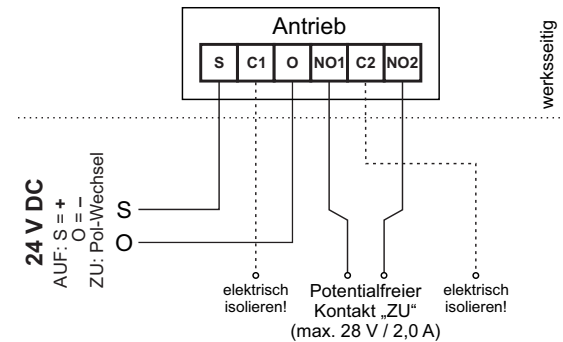 Antrieb
S C1 O NO1 C2 NO2
werksseitig
24 V DC
AUF: S = +
O = –
ZU: Pol-Wechsel
S
O
elektrisch
isolieren!
Potentialfreier
Kontakt „ZU“
(max. 28 V / 2,0 A)
elektrisch
isolieren!